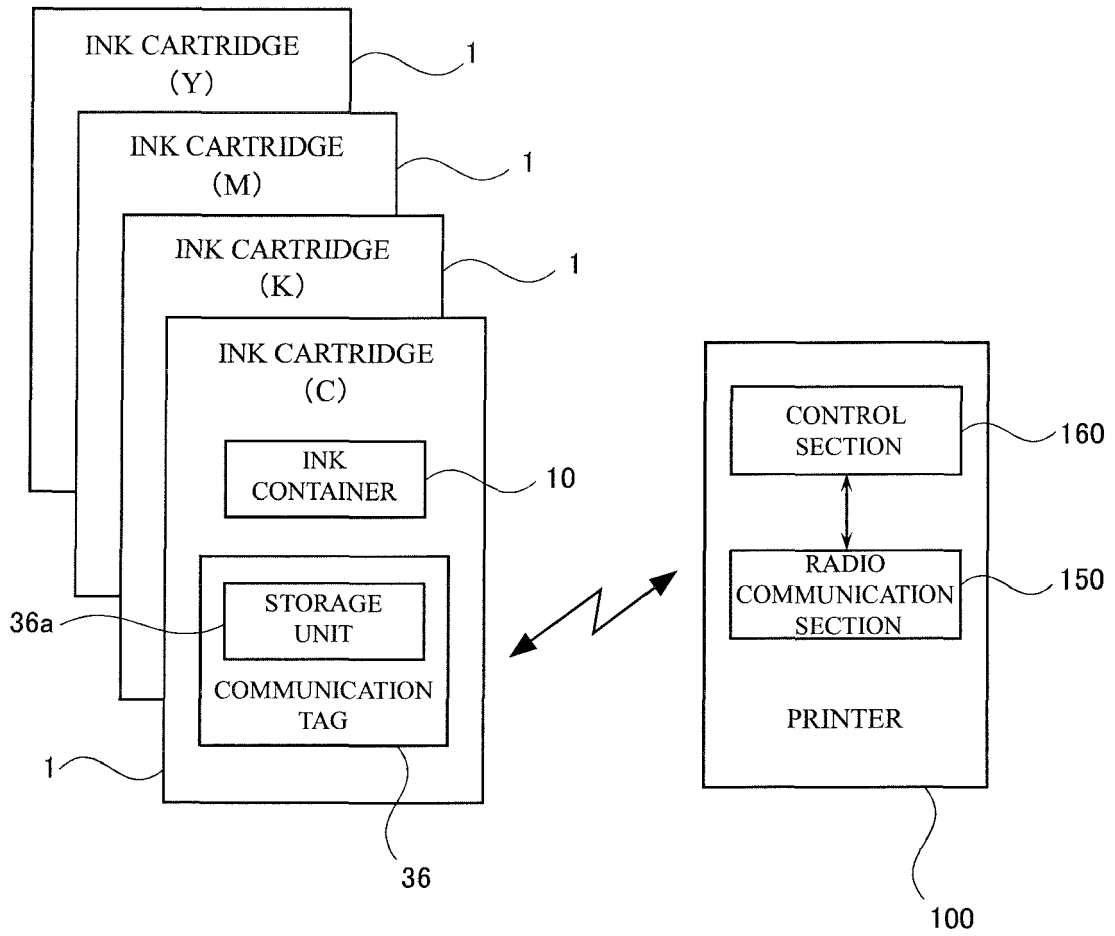 INK CARTRIDGE
(Y)
1
INK CARTRIDGE
(M)
1
INK CARTRIDGE
(K)
1
INK CARTRIDGE
(C)
INK
CONTAINER
10
STORAGE
UNIT
36a
COMMUNICATION
TAG
1
36
CONTROL
SECTION
160
RADIO
COMMUNICATION
SECTION
150
PRINTER
100